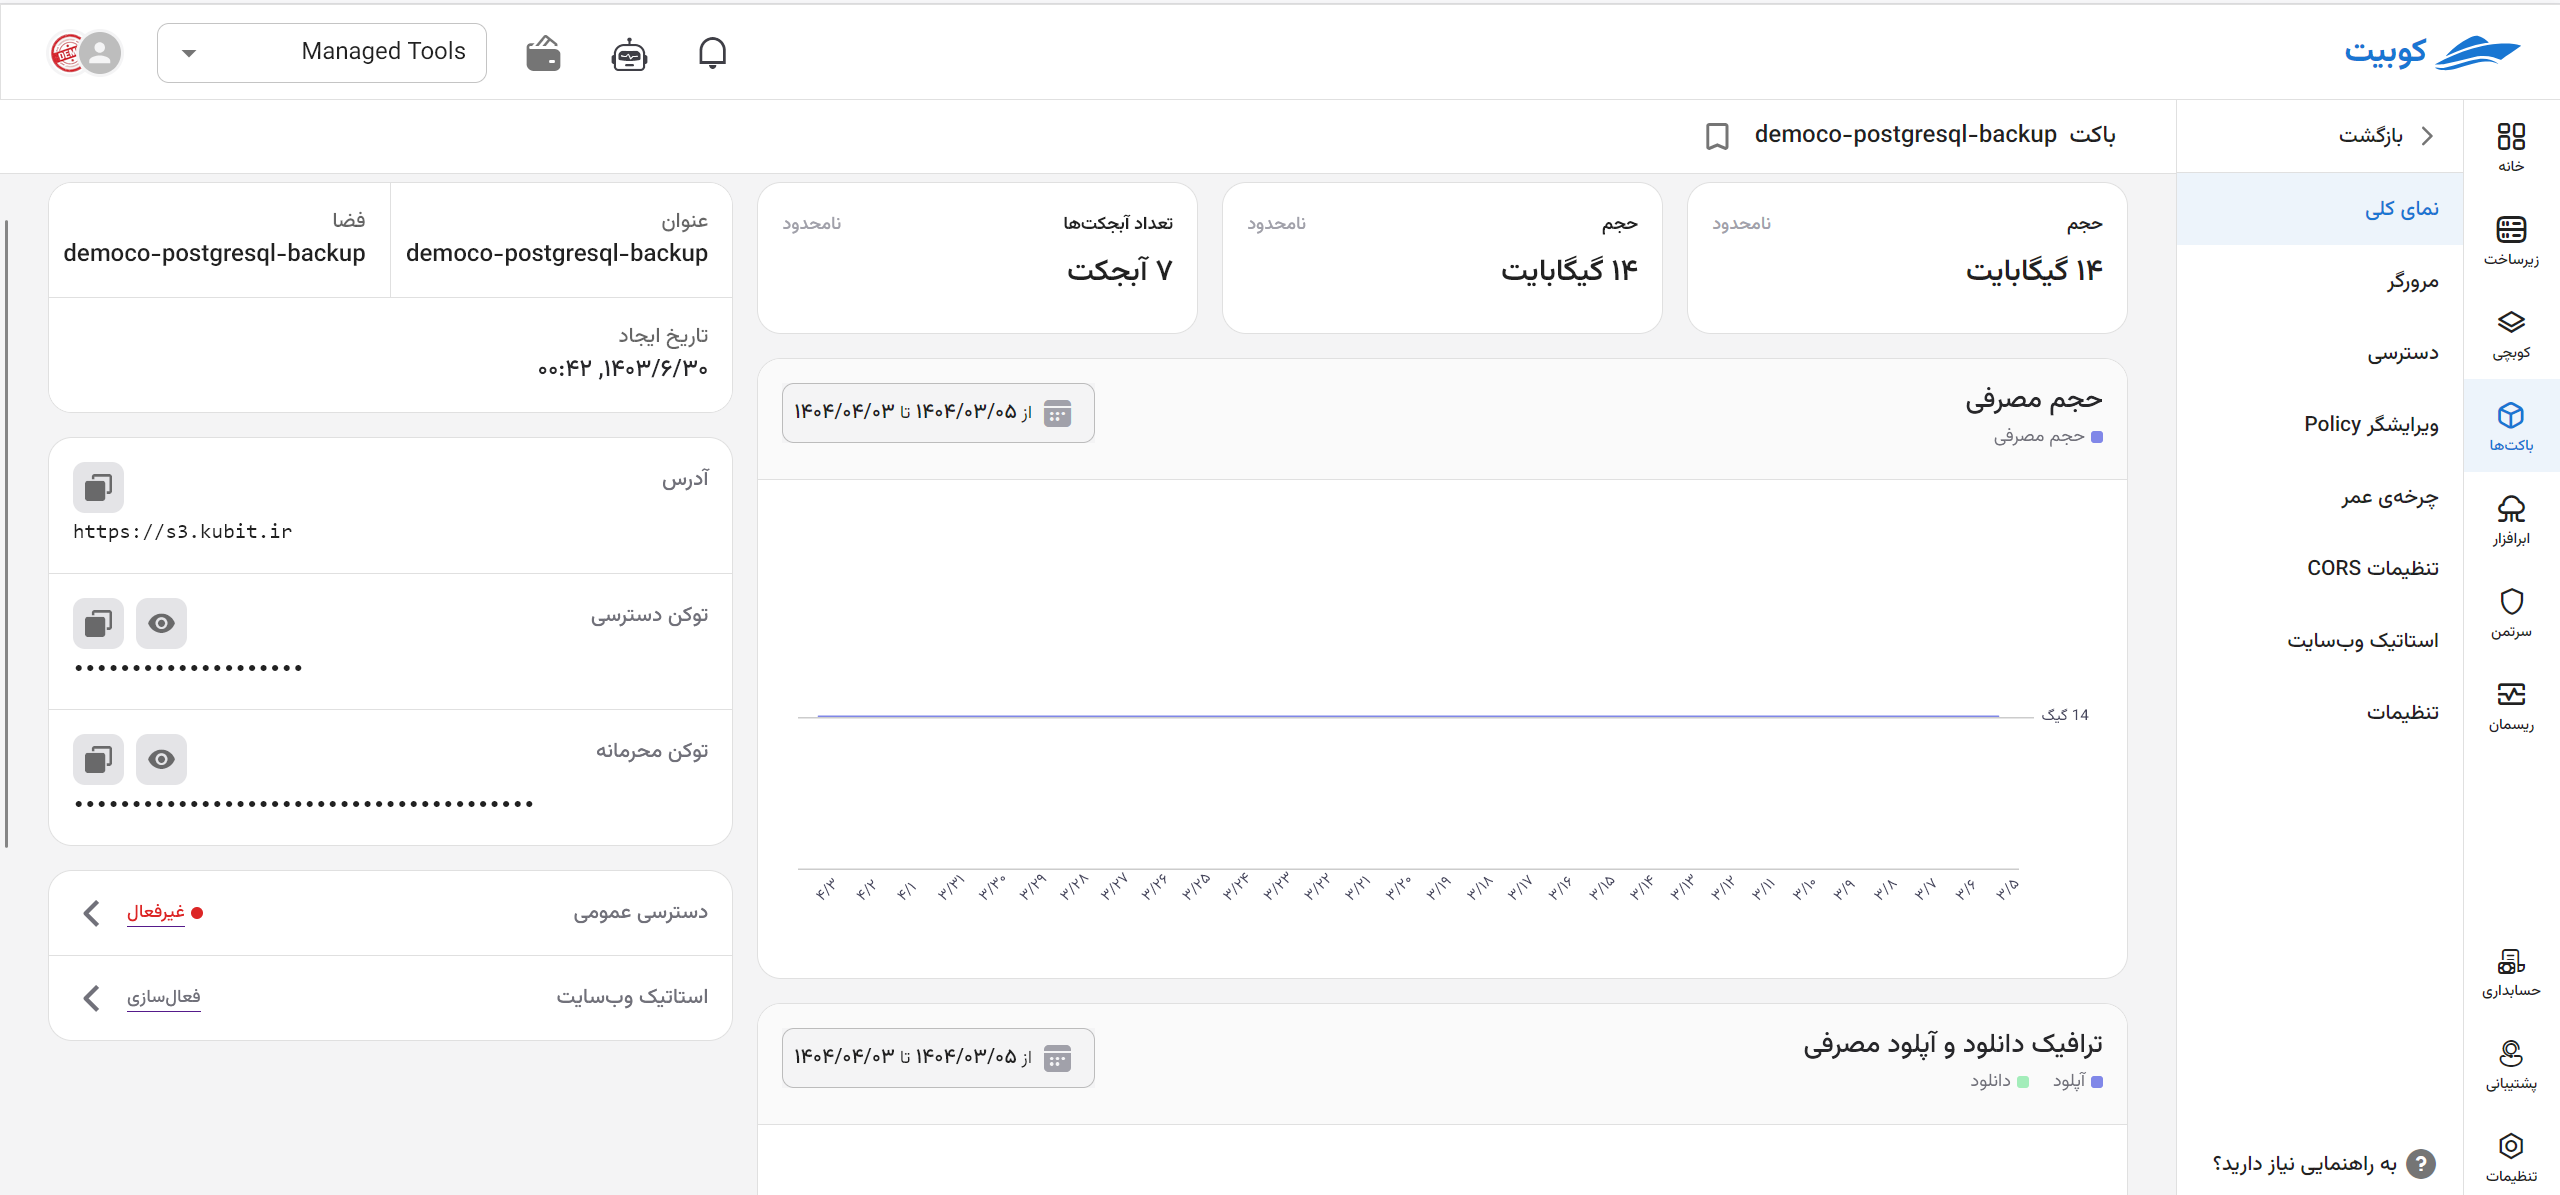 کوبیت
Managed Tools
DEM
خانه
زیرساخت
کوبچی
باکت‌ها
ابرافزار
سرتمن
ریسمان
حسابداری
پشتیبانی
تنظیمات
بازگشت
نمای کلی
مرورگر
دسترسی
ویرایشگر Policy
چرخه‌ی عمر
تنظیمات CORS
استاتیک وب‌سایت
تنظیمات
به راهنمایی نیاز دارید؟
باکت democo-postgresql-backup
حجم نامحدود
۱۴ گیگابایت
حجم نامحدود
۱۴ گیگابایت
تعداد آبجکت‌ها نامحدود
۷ آبجکت
حجم مصرفی
حجم مصرفی
از ۱۴۰۴/۰۳/۰۵ تا ۱۴۰۴/۰۴/۰۳
14 گیگ
۳/۵ ۳/۶ ۳/۷ ۳/۸ ۳/۹ ۳/۱۰ ۳/۱۱ ۳/۱۲ ۳/۱۳ ۳/۱۴ ۳/۱۵ ۳/۱۶ ۳/۱۷ ۳/۱۸ ۳/۱۹ ۳/۲۰ ۳/۲۱ ۳/۲۲ ۳/۲۳ ۳/۲۴ ۳/۲۵ ۳/۲۶ ۳/۲۷ ۳/۲۸ ۳/۲۹ ۳/۳۰ ۳/۳۱ ۴/۱ ۴/۲ ۴/۳
ترافیک دانلود و آپلود مصرفی
آپلود دانلود
از ۱۴۰۴/۰۳/۰۵ تا ۱۴۰۴/۰۴/۰۳
عنوان
democo-postgresql-backup
فضا
democo-postgresql-backup
تاریخ ایجاد
۱۴۰۳/۶/۳۰, ۰۰:۴۲
آدرس
https://s3.kubit.ir
توکن دسترسی
توکن محرمانه
دسترسی عمومی
غیرفعال
استاتیک وب‌سایت
فعال‌سازی